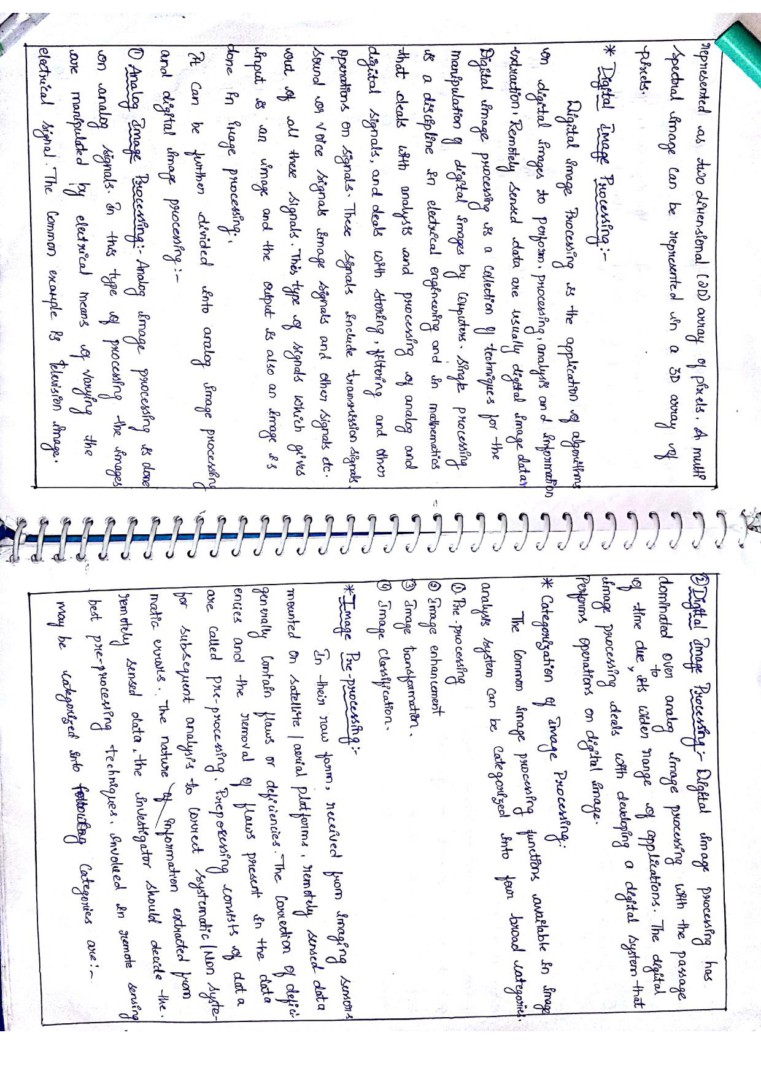 represented as two dimensional (2D) array of pixels. A multi
spectral image can be represented in a 3D array of
pixels.
* Digital Image Processing:-
Digital image Processing is the application of algorithms
on digital images to perform, processing, analysis and information
extraction. Remotely sensed data are usually digital image data.
Digital image processing is a collection of techniques for the
manipulation of digital images by computers. Single processing
is a discipline in electrical engineering and in mathematics
that deals with analysis and processing of analog and
digital signals, and deals with storing, filtering and other
operations on signals. These signals include transmission signals,
sound or voice signals image signals and other signals etc.
out of all these signals. This type of signals which gives
input is an image and the output is also an image is
done in image processing.
It can be further divided into analog image processing
and digital image processing:-
① Analog Image Processing:- Analog image processing is done
on analog signals. In this type of processing the images
are manipulated by electrical means of varying the
electrical signal. The common example is television image.
② Digital Image Processing:- Digital image processing has
dominated over analog image processing with the passage
of time due to its wider range of applications. The digital
image processing deals with developing a digital system that
performs operations on digital image.
* Categorization of Image Processing:
The common image processing functions available in image
analysis system can be categorized into four broad categories.
① Pre-processing
② Image enhancement
③ Image transformation.
④ Image classification.
* Image Pre-processing:-
In their raw form, received from imaging sensors
mounted on satellite / aerial platforms, remotely sensed data
generally contain flaws or deficiencies. The correction of defici
encies and the removal of flaws present in the data
are called pre-processing. Preprocessing consists of data
for subsequent analysis to correct systematic / Non syste-
matic errors. The nature of information extracted from
remotely sensed data, the investigator should decide the.
best pre-processing techniques. involved in remote sensing
may be categorized into categories are:-